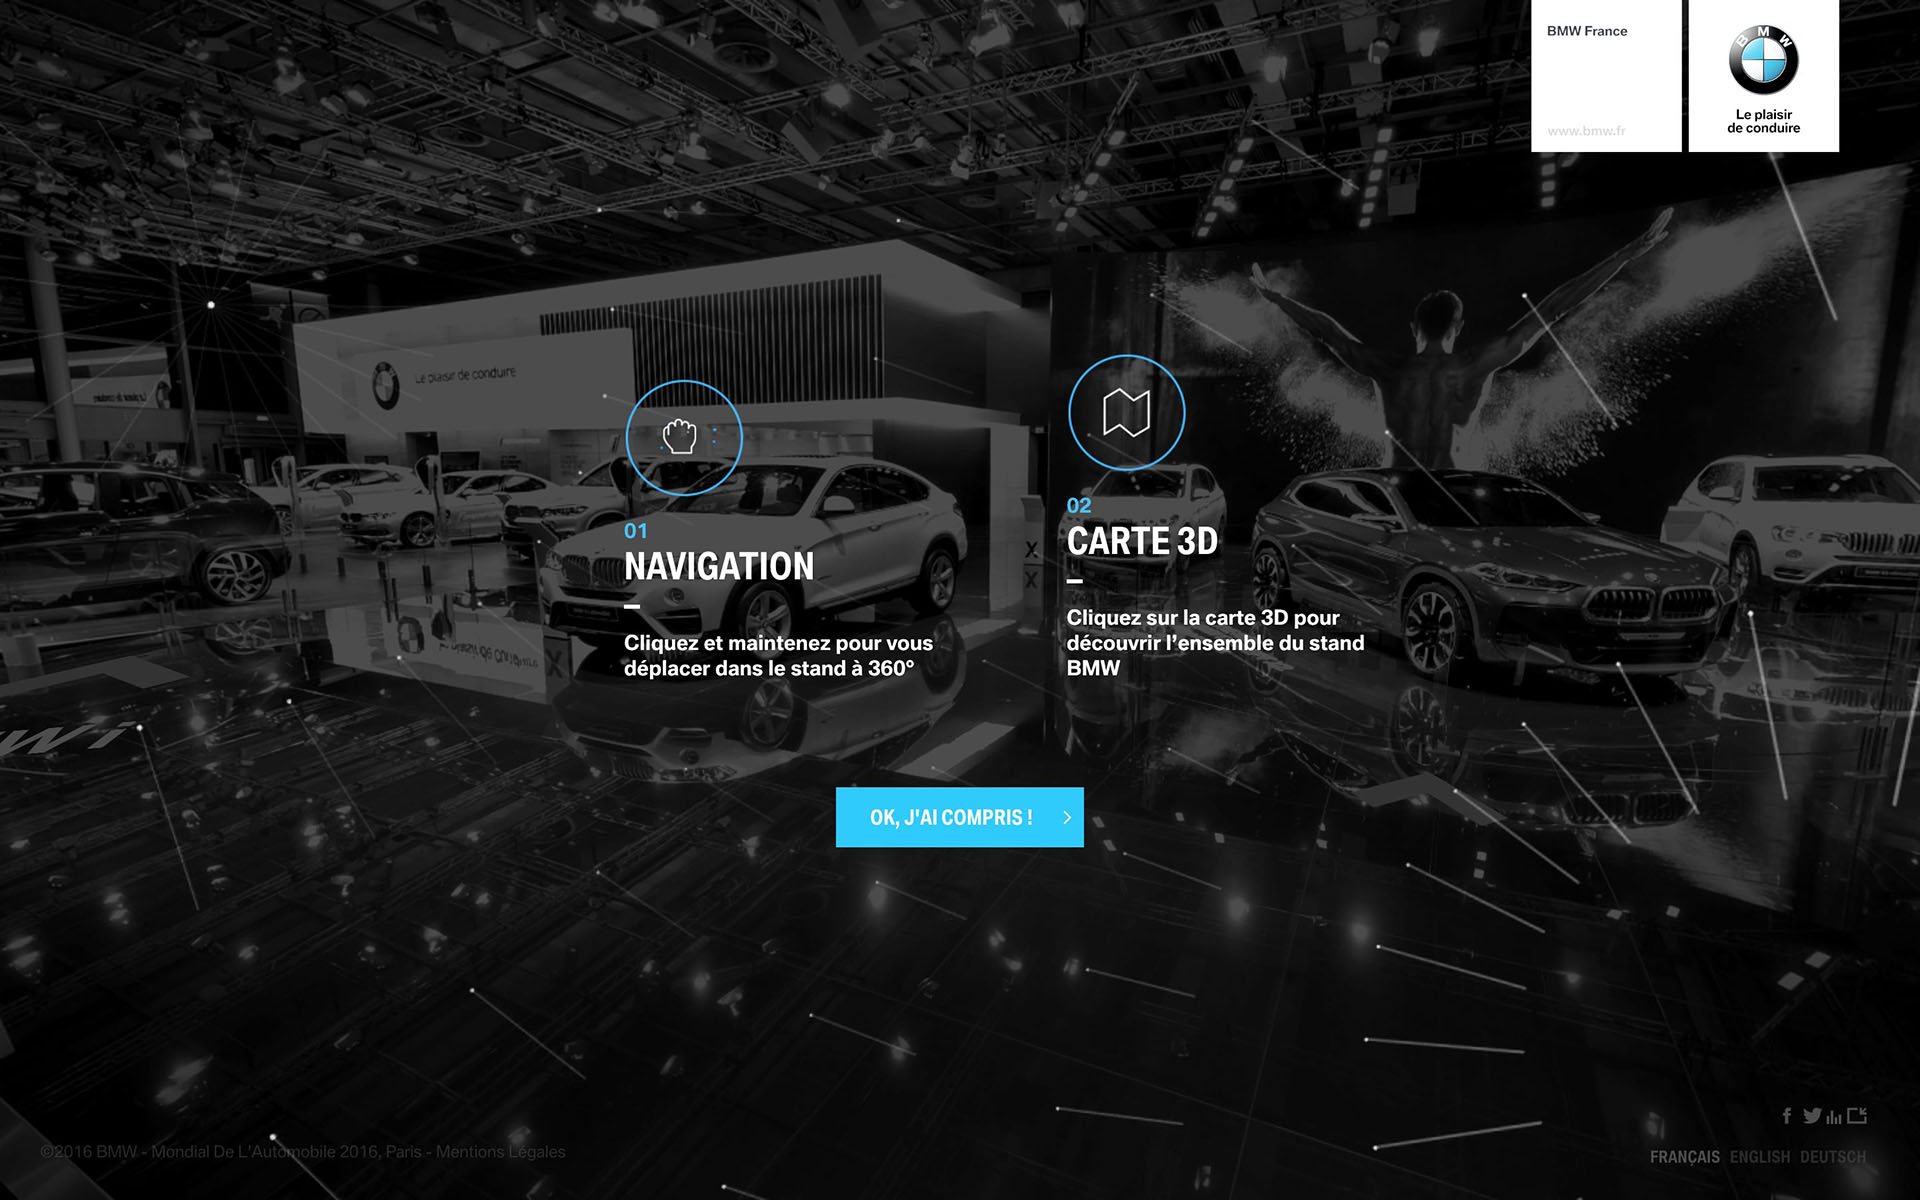 BMW France
www.bmw.fr
BMW
Le plaisir
de conduire
Le plaisir de conduire
01
NAVIGATION
Cliquez et maintenez pour vous
déplacer dans le stand à 360°
02
CARTE 3D
Cliquez sur la carte 3D pour
découvrir l'ensemble du stand
BMW
X
X
OK, J'AI COMPRIS !
©2016 BMW - Mondial De L'Automobile 2016, Paris - Mentions Légales
FRANÇAIS ENGLISH DEUTSCH